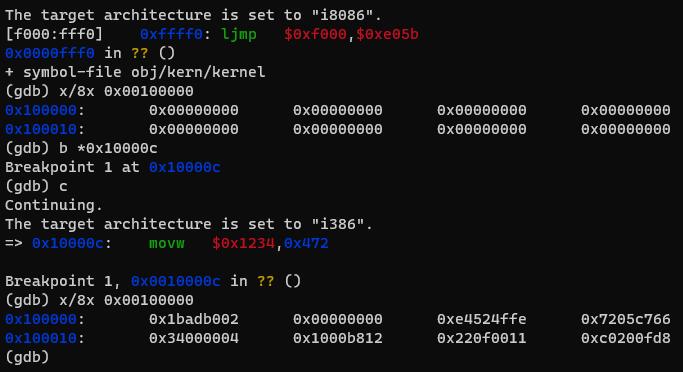 The target architecture is set to "i8086".
[f000:fff0]    0xffff0: ljmp   $0xf000,$0xe05b
0x0000fff0 in ?? ()
+ symbol-file obj/kern/kernel
(gdb) x/8x 0x00100000
0x100000:       0x00000000      0x00000000      0x00000000      0x00000000
0x100010:       0x00000000      0x00000000      0x00000000      0x00000000
(gdb) b *0x10000c
Breakpoint 1 at 0x10000c
(gdb) c
Continuing.
The target architecture is set to "i386".
=> 0x10000c:    movw   $0x1234,0x472
Breakpoint 1, 0x0010000c in ?? ()
(gdb) x/8x 0x00100000
0x100000:       0x1badb002      0x00000000      0xe4524ffe      0x7205c766
0x100010:       0x34000004      0x1000b812      0x220f0011      0xc0200fd8
(gdb)